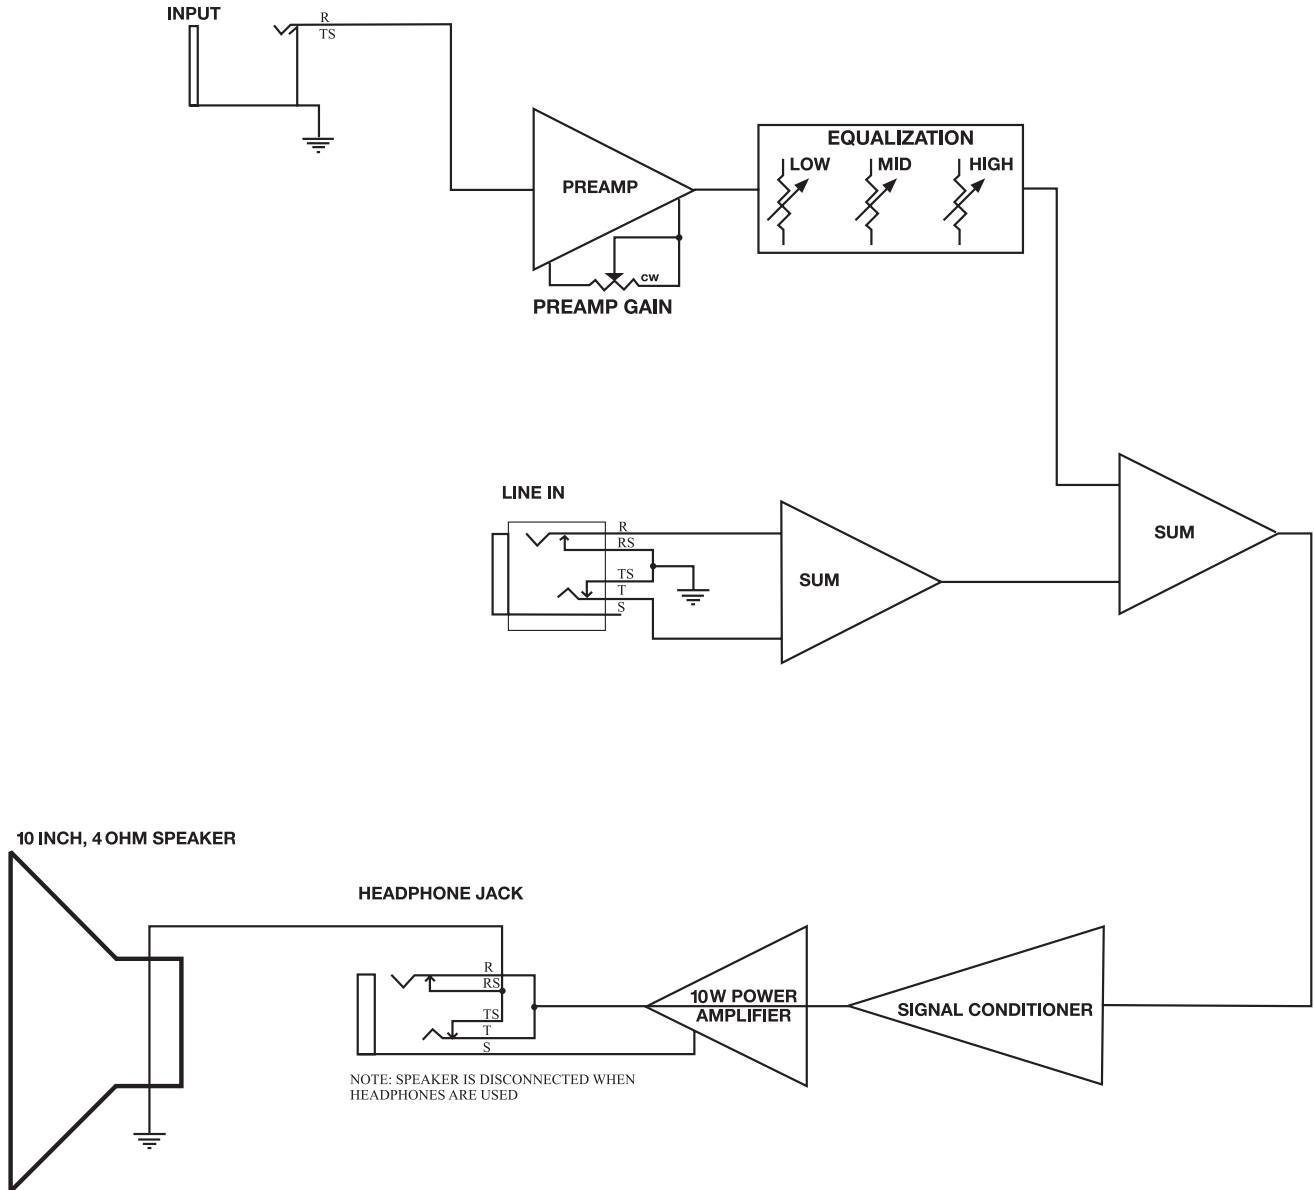 INPUT
R
TS
PREAMP
CW
PREAMP GAIN
EQUALIZATION
LOW MID HIGH
LINE IN
R
RS
TS
T
S
SUM
SUM
10 INCH, 4 OHM SPEAKER
HEADPHONE JACK
R
RS
TS
T
S
NOTE: SPEAKER IS DISCONNECTED WHEN
HEADPHONES ARE USED
10W POWER
AMPLIFIER
SIGNAL CONDITIONER